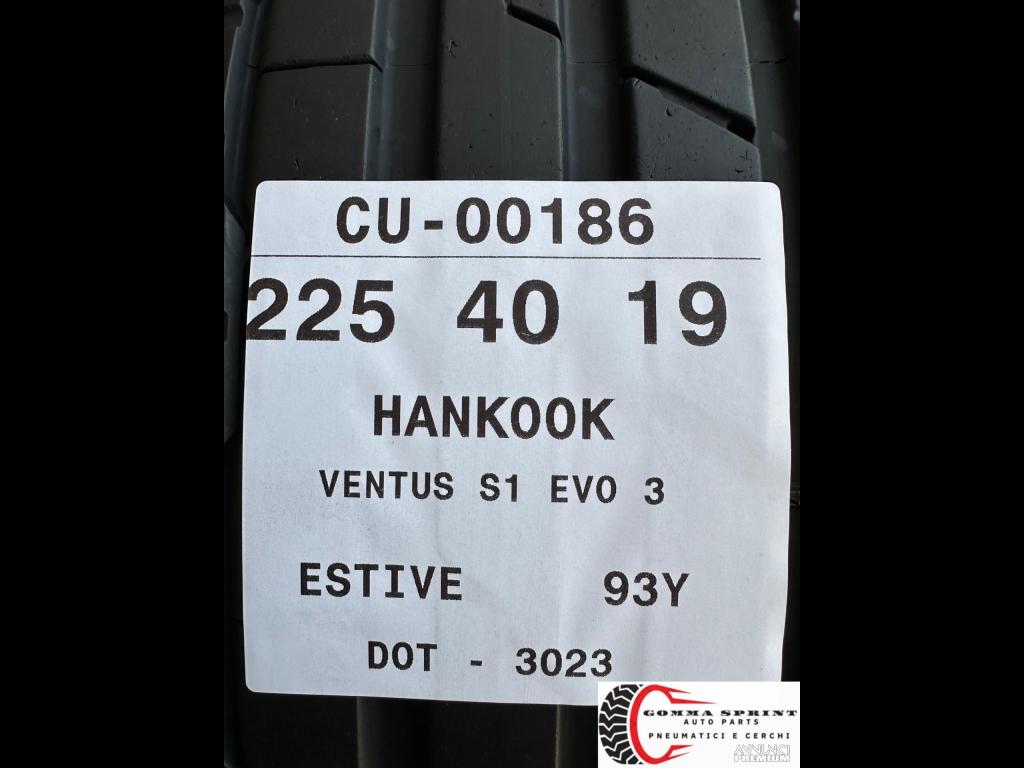 CU-00186
225 40 19
HANKOOK
VENTUS S1 EVO 3
ESTIVE 93Y
DOT - 3023
GOMMA SPRINT
AUTO PARTS
PNEUMATICI E CERCHI
ANNUNCI
PREMIUM